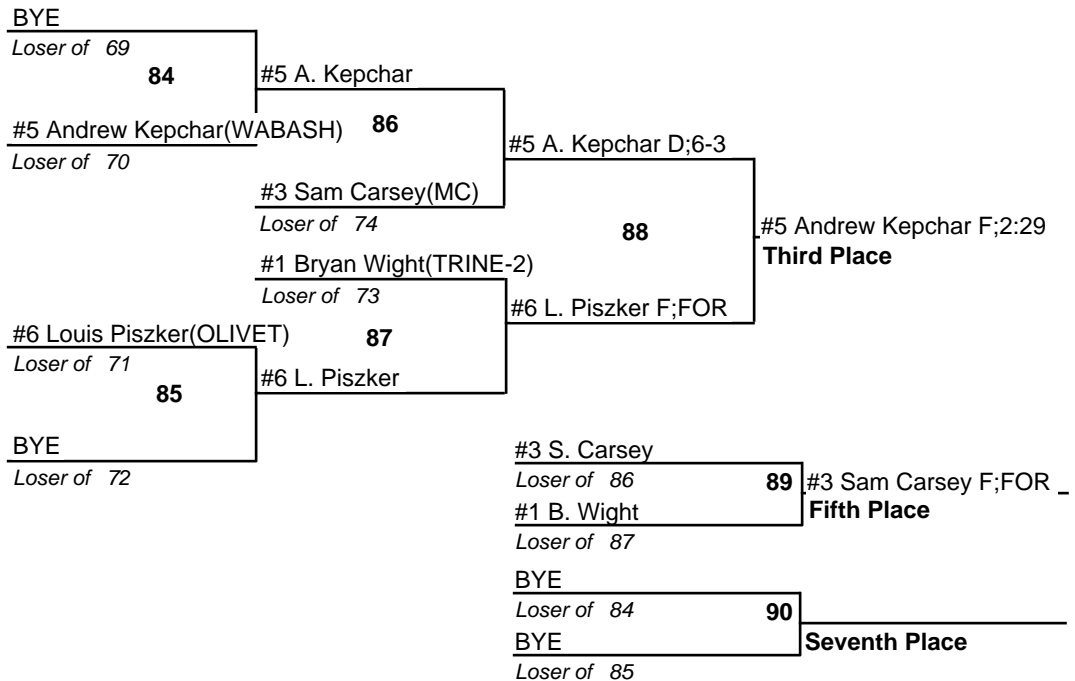 BYE
Loser of 69
84
#5 A. Kepchar
#5 Andrew Kepchar(WABASH)
86
Loser of 70
#5 A. Kepchar D;6-3
#3 Sam Carsey(MC)
Loser of 74
88
#5 Andrew Kepchar F;2:29
Third Place
#1 Bryan Wight(TRINE-2)
Loser of 73
#6 L. Piszker F;FOR
#6 Louis Piszker(OLIVET)
87
Loser of 71
85
#6 L. Piszker
BYE
Loser of 72
#3 S. Carsey
Loser of 86
89
#3 Sam Carsey F;FOR
#1 B. Wight
Fifth Place
Loser of 87
BYE
Loser of 84
90
BYE
Seventh Place
Loser of 85